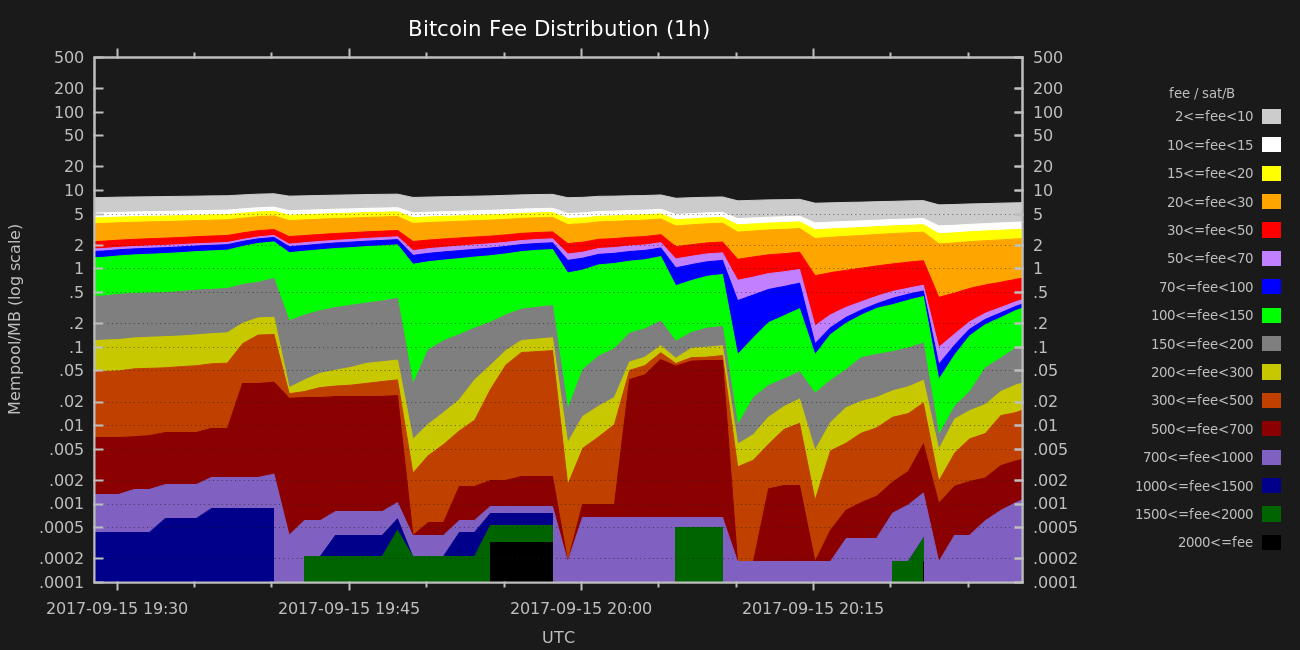 Bitcoin Fee Distribution (1h)
500 500
200 200
100 100
50 50
20 20
10 10
5 5
2 2
1 1
.5 .5
.2 .2
.1 .1
.05 .05
.02 .02
.01 .01
.005 .005
.002 .002
.001 .001
.0005 .0005
.0002 .0002
.0001 .0001
Mempool/MB (log scale)
2017-09-15 19:30 2017-09-15 19:45 2017-09-15 20:00 2017-09-15 20:15
UTC
fee / sat/B
2<=fee<10
10<=fee<15
15<=fee<20
20<=fee<30
30<=fee<50
50<=fee<70
70<=fee<100
100<=fee<150
150<=fee<200
200<=fee<300
300<=fee<500
500<=fee<700
700<=fee<1000
1000<=fee<1500
1500<=fee<2000
2000<=fee